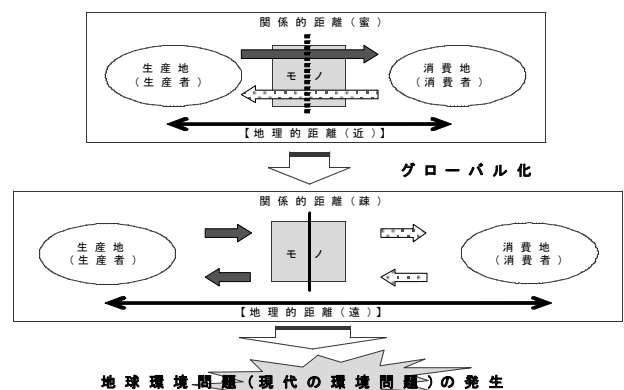 関係的距離(蜜)
生産地
(生産者)
モノ
消費地
(消費者)
【地理的距離(近)】
グローバル化
関係的距離(疎)
生産地
(生産者)
モノ
消費地
(消費者)
【地理的距離(遠)】
地球環境問題(現代の環境問題)の発生